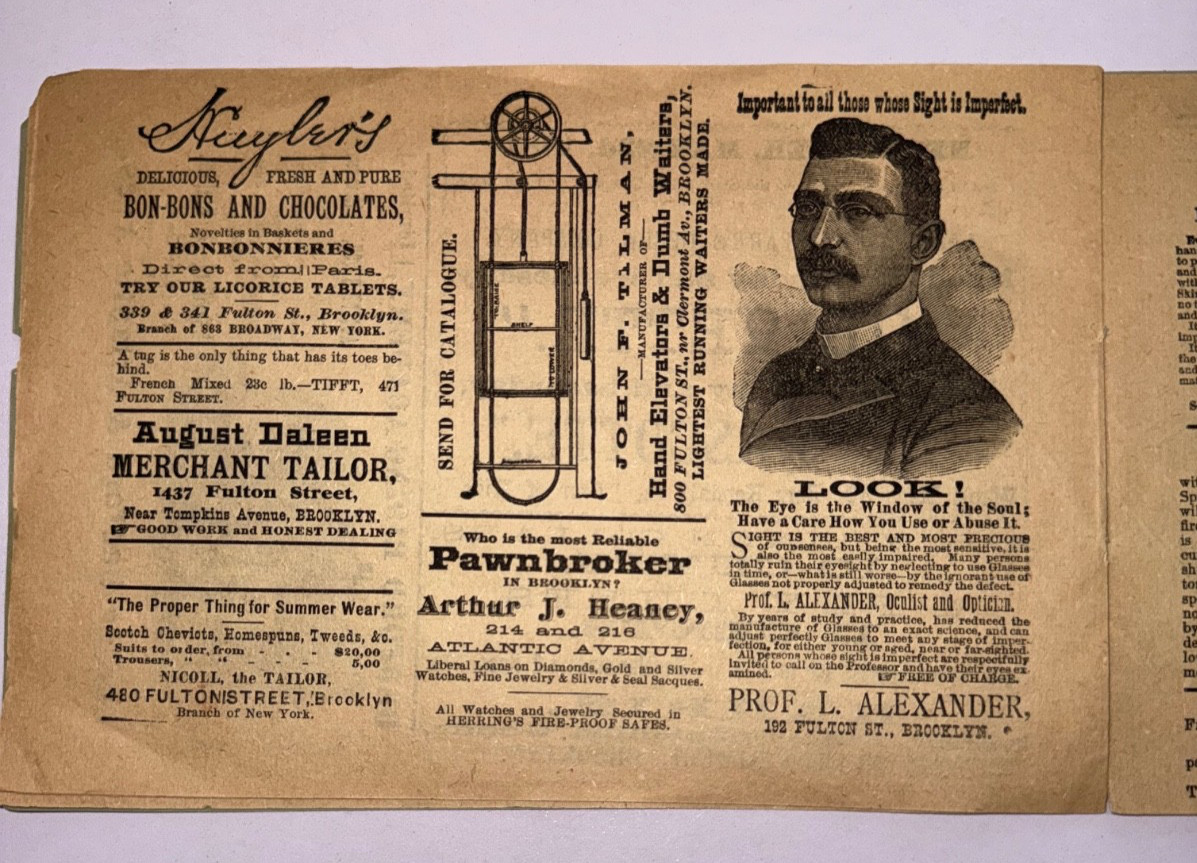 Huyler's
DELICIOUS, FRESH AND PURE
BON-BONS AND CHOCOLATES,
Novelties in Baskets and
BONBONNIERES
Direct from Paris.
TRY OUR LICORICE TABLETS.
339 & 341 Fulton St., Brooklyn.
Branch of 863 BROADWAY, NEW YORK.
A tug is the only thing that has its toes be-
hind.
French Mixed 23c lb.—TIFFT, 471
FULTON STREET.
August Daleen
MERCHANT TAILOR,
1437 Fulton Street,
Near Tompkins Avenue, BROOKLYN.
☞ GOOD WORK and HONEST DEALING
"The Proper Thing for Summer Wear."
Scotch Cheviots, Homespuns, Tweeds, &c.
Suits to order, from - - - $20,00
Trousers, " " - - - - 5,00
NICOLL, the TAILOR,
480 FULTON STREET, Brooklyn
Branch of New York.
SEND FOR CATALOGUE.
TO RAISE
SHELF
TO LOWER
JOHN F. TILMAN,
—MANUFACTURER OF—
Hand Elevators & Dumb Waiters,
800 FULTON ST., nr Clermont Av., BROOKLYN.
LIGHTEST RUNNING WAITERS MADE.
Who is the most Reliable
Pawnbroker
IN BROOKLYN?
Arthur J. Heaney,
214 and 216
ATLANTIC AVENUE.
Liberal Loans on Diamonds, Gold and Silver
Watches, Fine Jewelry & Silver & Seal Sacques.
All Watches and Jewelry Secured in
HERRING'S FIRE-PROOF SAFES.
Important to all those whose Sight is Imperfect.
LOOK!
The Eye is the Window of the Soul;
Have a Care How You Use or Abuse It.
SIGHT IS THE BEST AND MOST PRECIOUS
of oursenses, but being the most sensitive, it is
also the most easily impaired. Many persons
totally ruin their eyesight by neglecting to use Glasses
in time, or—what is still worse—by the ignorant use of
Glasses not properly adjusted to remedy the defect.
Prof. L. ALEXANDER, Oculist and Optician.
By years of study and practice, has reduced the
manufacture of Glasses to an exact science, and can
adjust perfectly Glasses to meet any stage of imper-
fection, for either young or aged, near or far-sighted.
All persons whose sight is imperfect are respectfully
invited to call on the Professor and have their eyes ex-
amined. ☞ FREE OF CHARGE.
PROF. L. ALEXANDER,
192 FULTON ST., BROOKLYN.